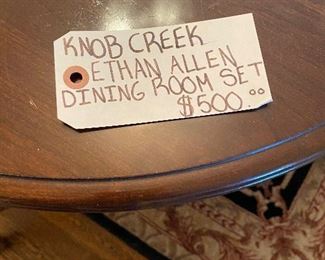 KNOB CREEK
ETHAN ALLEN
DINING ROOM SET
$500.00